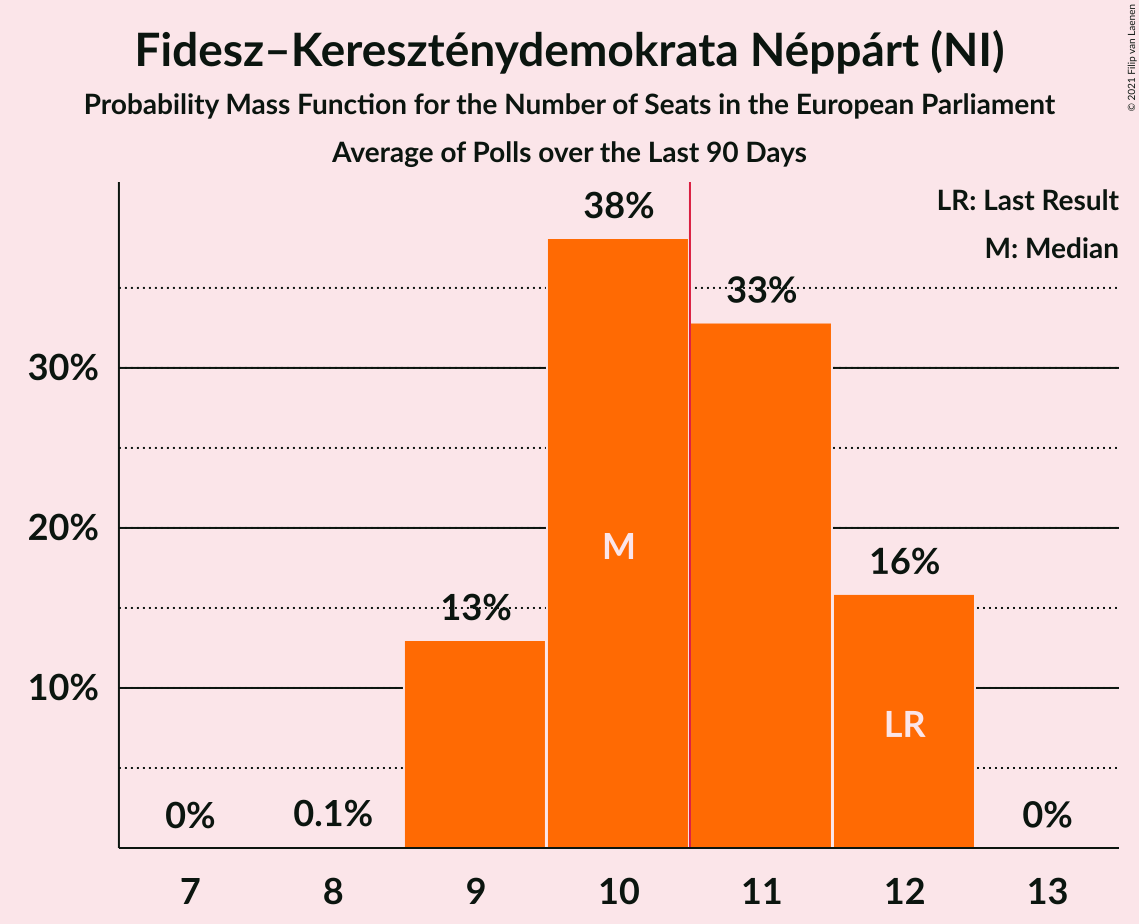 Fidesz–Kereszténydemokrata Néppárt (NI)
Probability Mass Function for the Number of Seats in the European Parliament
Average of Polls over the Last 90 Days
© 2021 Filip van Laenen
LR: Last Result
M: Median
38%
33%
30%
20%
M
16%
13%
10%
LR
0%
0.1%
0%
7 8 9 10 11 12 13